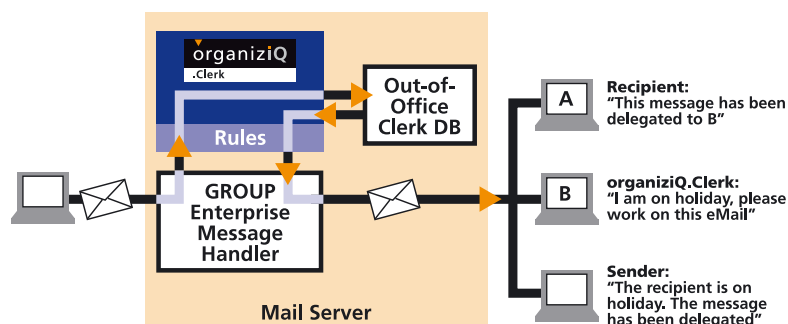 organiziQ
.Clerk
Rules
Out-of-
Office
Clerk DB
GROUP
Enterprise
Message
Handler
Mail Server
A
Recipient:
“This message has been
delegated to B”
B
organiziQ.Clerk:
“I am on holiday, please
work on this eMail”
Sender:
“The recipient is on
holiday. The message
has been delegated”